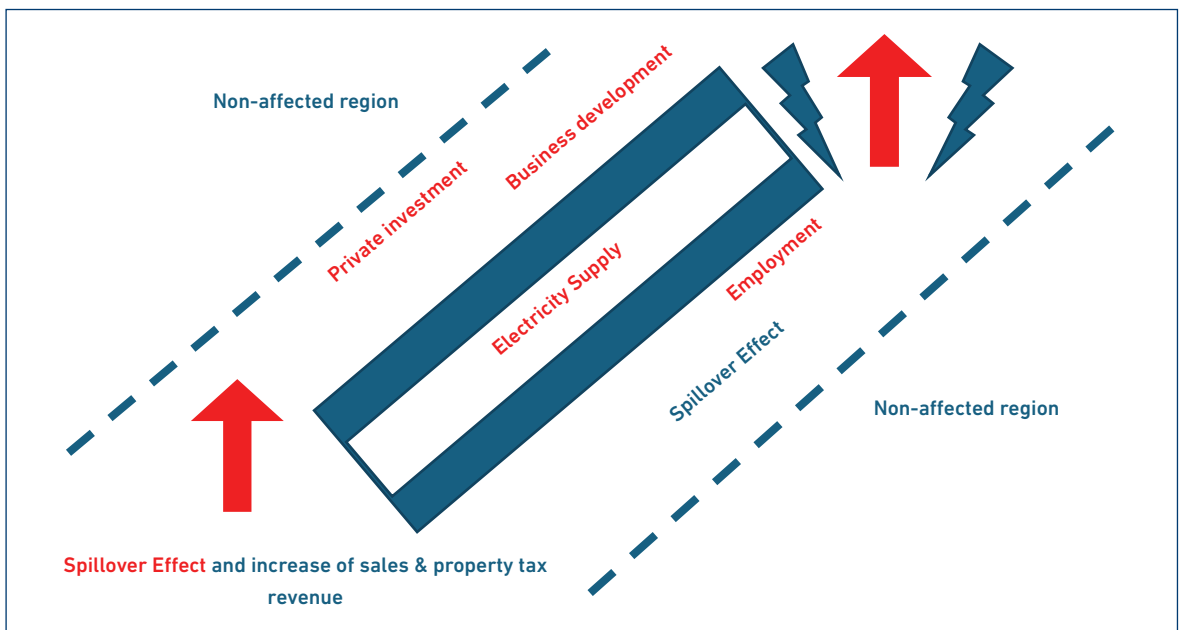 Non-affected region
Business development
Private investment
Electricity Supply
Employment
Spillover Effect
Non-affected region
Spillover Effect and increase of sales & property tax
revenue